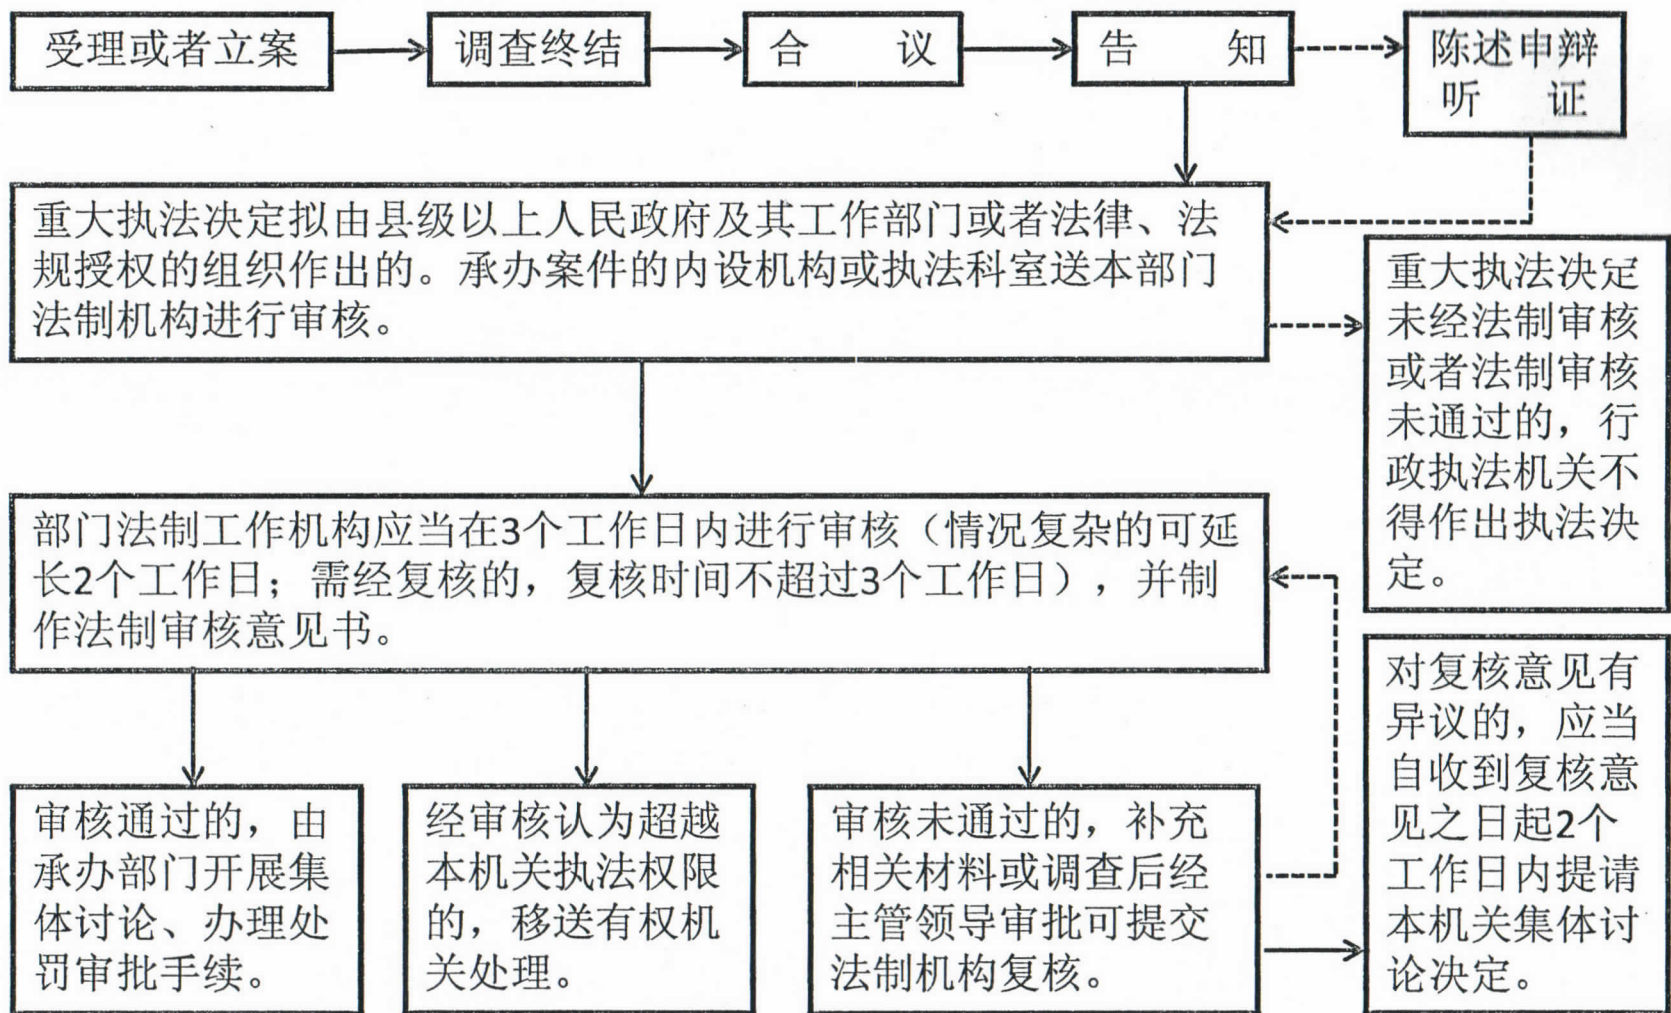 受理或者立案
调查终结
合 议
告 知
陈述申辩
听 证
重大执法决定拟由县级以上人民政府及其工作部门或者法律、法
规授权的组织作出的。承办案件的内设机构或执法科室送本部门
法制机构进行审核。
重大执法决定
未经法制审核
或者法制审核
未通过的，行
政执法机关不
得作出执法决
定。
部门法制工作机构应当在3个工作日内进行审核（情况复杂的可延
长2个工作日；需经复核的，复核时间不超过3个工作日），并制
作法制审核意见书。
审核通过的，由
承办部门开展集
体讨论、办理处
罚审批手续。
经审核认为超越
本机关执法权限
的，移送有权机
关处理。
审核未通过的，补充
相关材料或调查后经
主管领导审批可提交
法制机构复核。
对复核意见有
异议的，应当
自收到复核意
见之日起2个
工作日内提请
本机关集体讨
论决定。